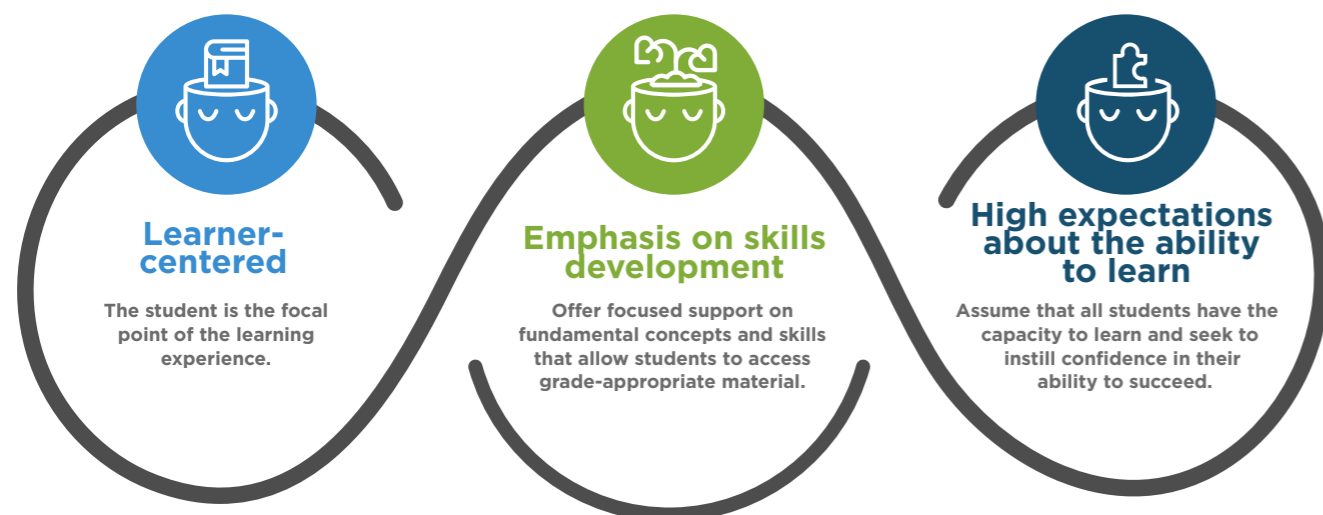 Learner-
centered
The student is the focal
point of the learning
experience.
Emphasis on skills
development
Offer focused support on
fundamental concepts and skills
that allow students to access
grade-appropriate material.
High expectations
about the ability
to learn
Assume that all students have the
capacity to learn and seek to
instill confidence in their
ability to succeed.